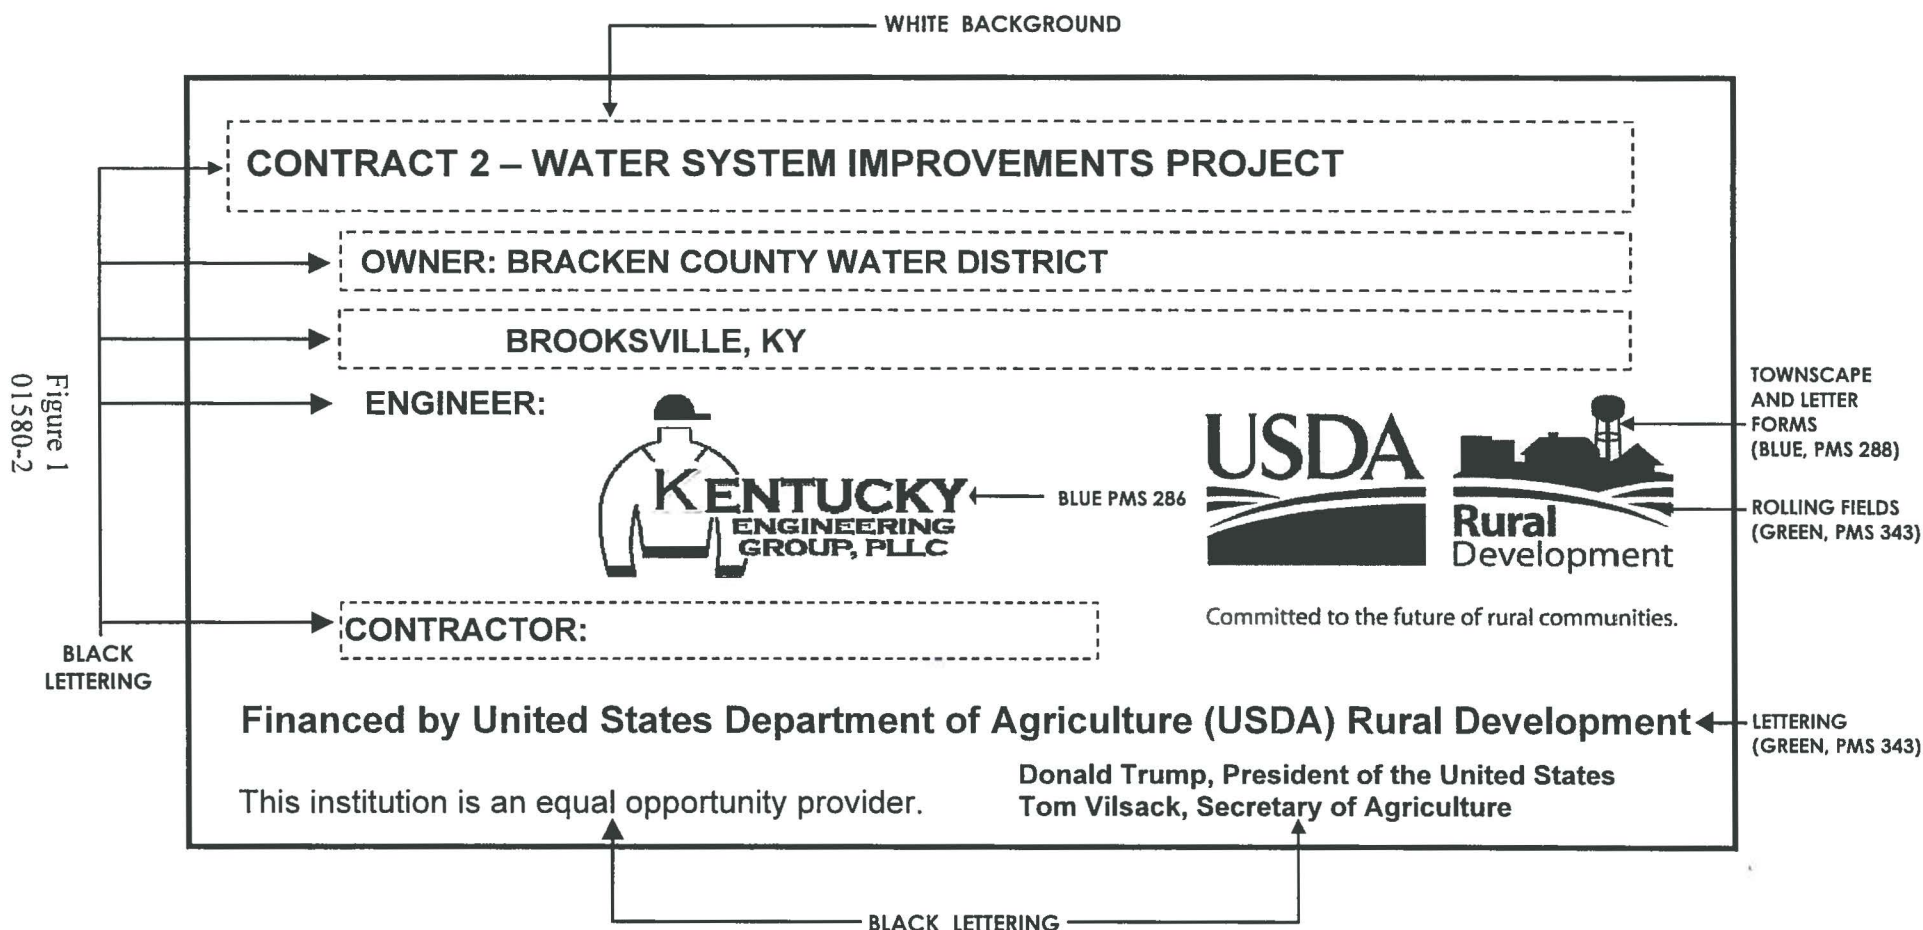 WHITE BACKGROUND
CONTRACT 2 – WATER SYSTEM IMPROVEMENTS PROJECT
OWNER: BRACKEN COUNTY WATER DISTRICT
BROOKSVILLE, KY
ENGINEER:
KENTUCKY
ENGINEERING
GROUP, PLLC
BLUE PMS 286
USDA
Rural
Development
Committed to the future of rural communities.
TOWNSCAPE
AND LETTER
FORMS
(BLUE, PMS 288)
ROLLING FIELDS
(GREEN, PMS 343)
CONTRACTOR:
BLACK
LETTERING
Financed by United States Department of Agriculture (USDA) Rural Development
LETTERING
(GREEN, PMS 343)
This institution is an equal opportunity provider.
Donald Trump, President of the United States
Tom Vilsack, Secretary of Agriculture
BLACK LETTERING
Figure 1
01580-2